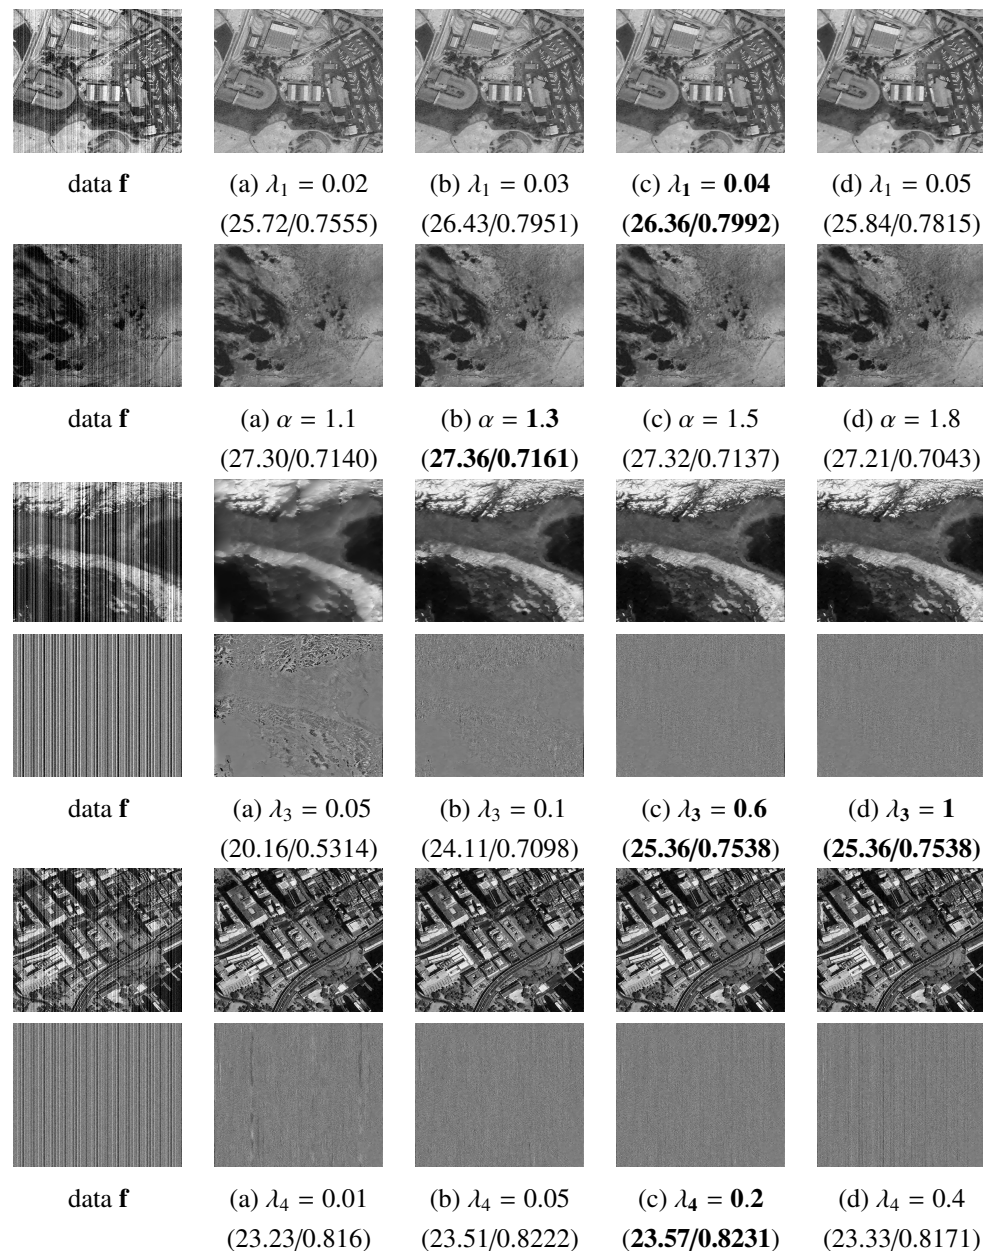 data f (a) λ₁ = 0.02 (b) λ₁ = 0.03 (c) λ₁ = 0.04 (d) λ₁ = 0.05
(25.72/0.7555) (26.43/0.7951) (26.36/0.7992) (25.84/0.7815)
data f (a) α = 1.1 (b) α = 1.3 (c) α = 1.5 (d) α = 1.8
(27.30/0.7140) (27.36/0.7161) (27.32/0.7137) (27.21/0.7043)
data f (a) λ₃ = 0.05 (b) λ₃ = 0.1 (c) λ₃ = 0.6 (d) λ₃ = 1
(20.16/0.5314) (24.11/0.7098) (25.36/0.7538) (25.36/0.7538)
data f (a) λ₄ = 0.01 (b) λ₄ = 0.05 (c) λ₄ = 0.2 (d) λ₄ = 0.4
(23.23/0.816) (23.51/0.8222) (23.57/0.8231) (23.33/0.8171)